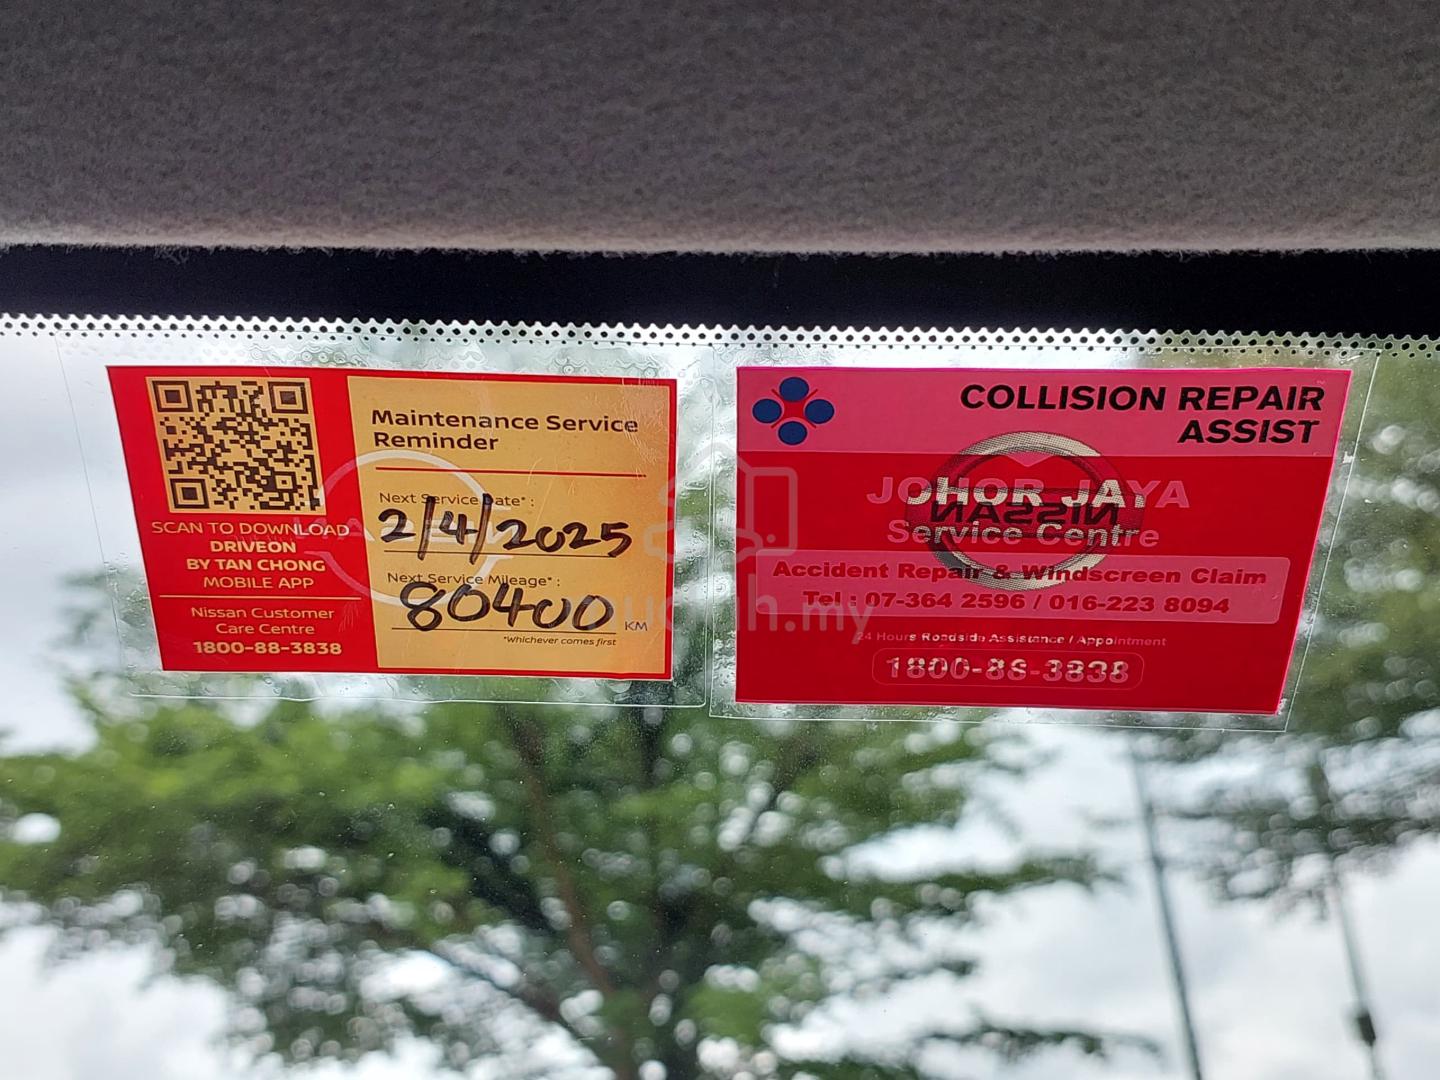 Maintenance Service
Reminder
Next Service Date* :
2/4/2025
Next Service Mileage* :
80400 KM
*Whichever comes first
SCAN TO DOWNLOAD
DRIVEON
BY TAN CHONG
MOBILE APP
Nissan Customer
Care Centre
1800-88-3838
COLLISION REPAIR
ASSIST
JOHOR JAYA
NISSAN
Service Centre
Accident Repair & Windscreen Claim
Tel : 07-364 2596 / 016-223 8094
24 Hours Roadside Assistance / Appointment
1800-88-3838
mudah.my